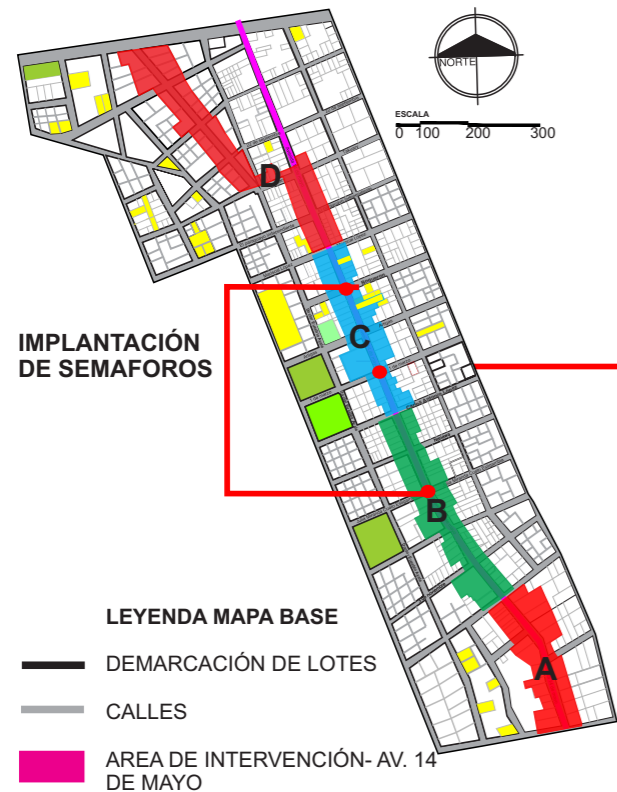 NORTE
ESCALA
0 100 200 300
D
IMPLANTACIÓN
DE SEMAFOROS
C
B
A
LEYENDA MAPA BASE
DEMARCACIÓN DE LOTES
CALLES
AREA DE INTERVENCIÓN- AV. 14
DE MAYO